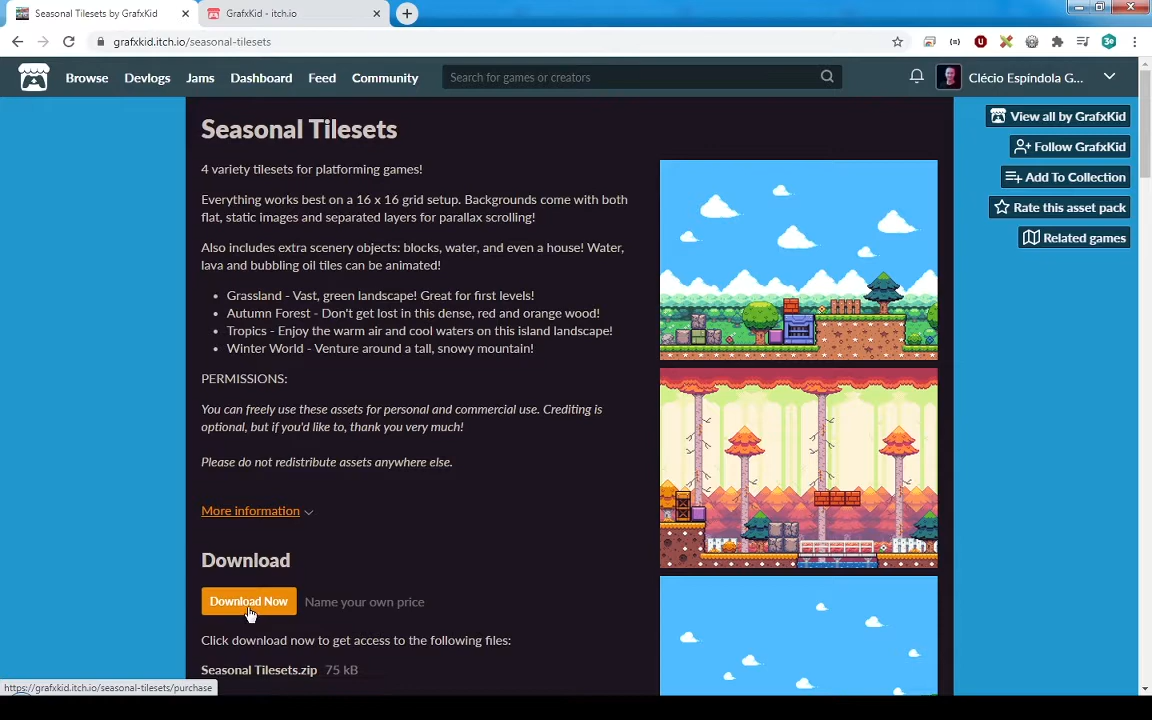 Seasonal Tilesets by GrafxKid
GrafxKid - itch.io
grafxkid.itch.io/seasonal-tilesets
Browse
Devlogs
Jams
Dashboard
Feed
Community
Search for games or creators
Clécio Espíndola G...
View all by GrafxKid
Follow GrafxKid
Add To Collection
Rate this asset pack
Related games
Seasonal Tilesets
4 variety tilesets for platforming games!
Everything works best on a 16 x 16 grid setup. Backgrounds come with both
flat, static images and separated layers for parallax scrolling!
Also includes extra scenery objects: blocks, water, and even a house! Water,
lava and bubbling oil tiles can be animated!
• Grassland - Vast, green landscape! Great for first levels!
• Autumn Forest - Don't get lost in this dense, red and orange wood!
• Tropics - Enjoy the warm air and cool waters on this island landscape!
• Winter World - Venture around a tall, snowy mountain!
PERMISSIONS:
You can freely use these assets for personal and commercial use. Crediting is
optional, but if you'd like to, thank you very much!
Please do not redistribute assets anywhere else.
More information
Download
Download Now
Name your own price
Click download now to get access to the following files:
Seasonal Tilesets.zip 75 kB
https://grafxkid.itch.io/seasonal-tilesets/purchase